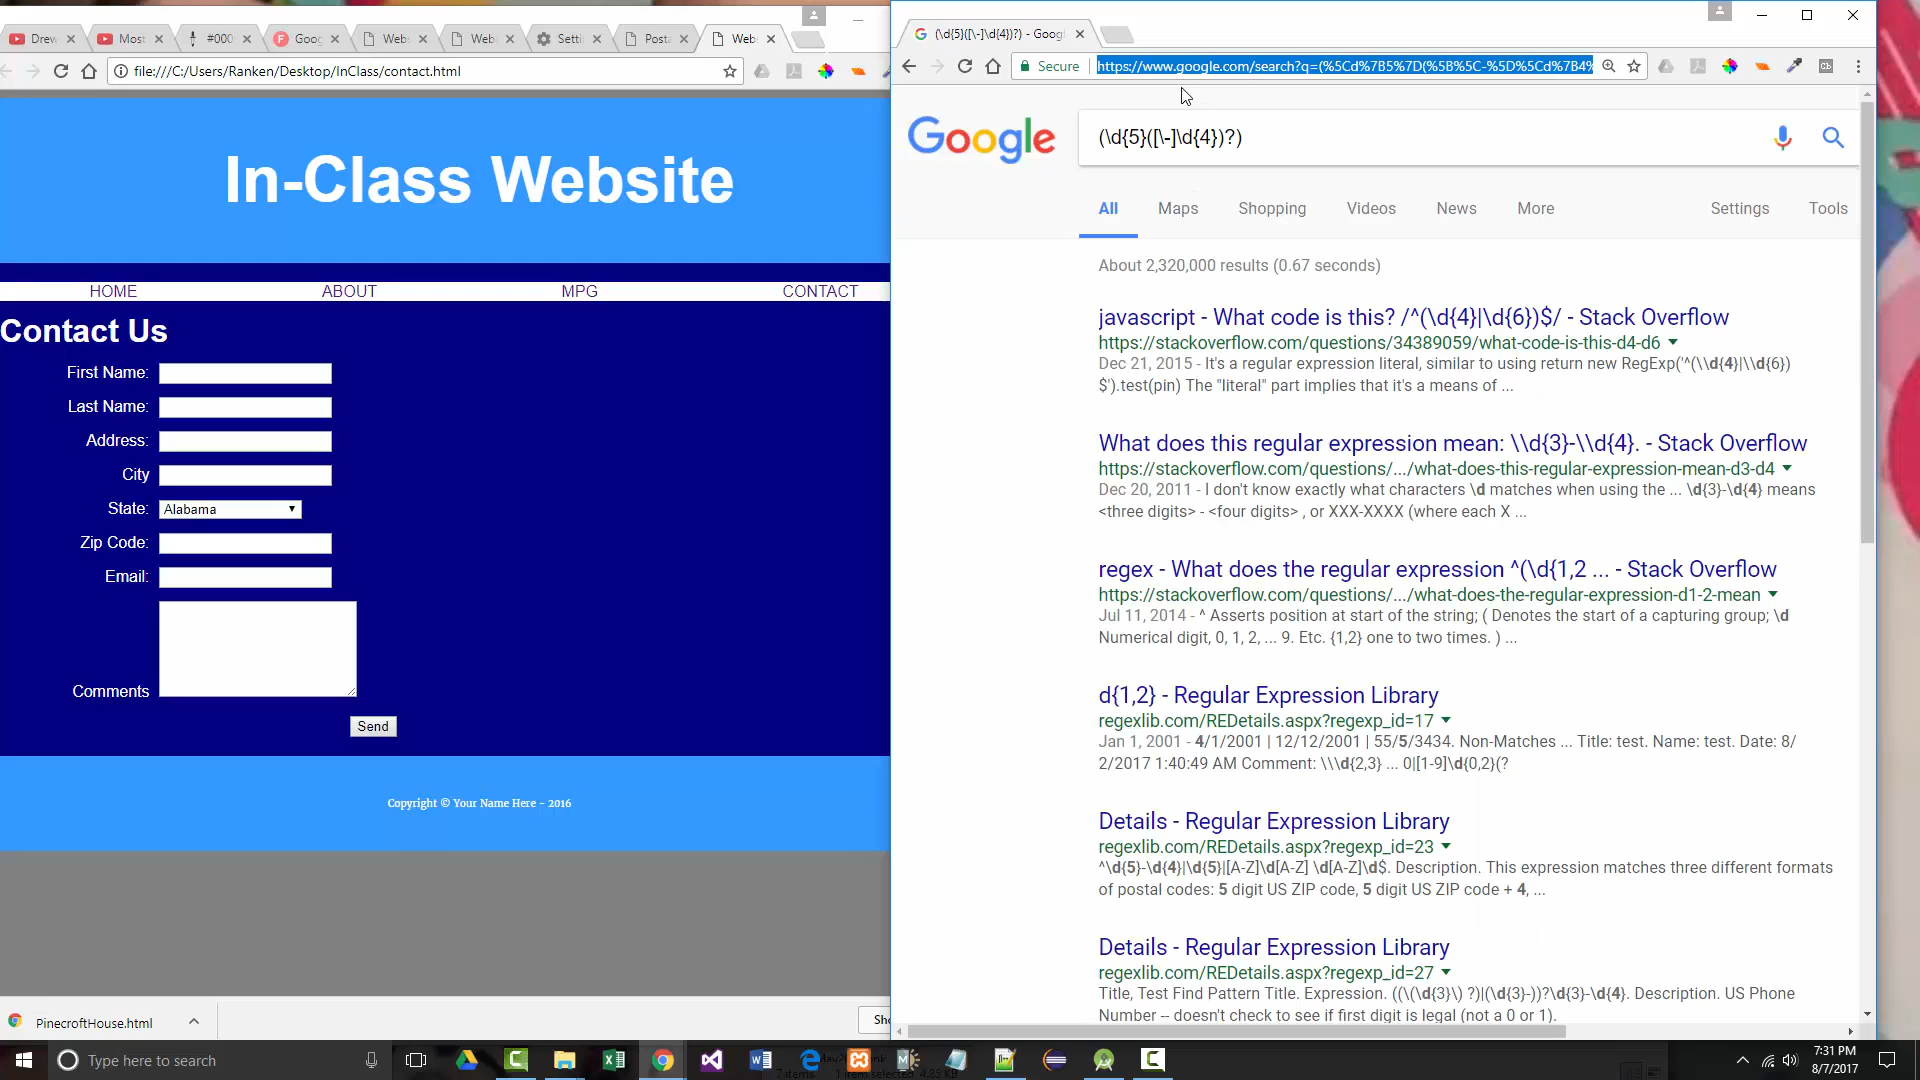 Drew
Most
#000
Goog
Webs
Web
Setti
Posta
Webs
file:///C:/Users/Ranken/Desktop/InClass/contact.html
In-Class Website
HOME ABOUT MPG CONTACT
Contact Us
First Name:
Last Name:
Address:
City
State: Alabama
Zip Code:
Email:
Comments
Send
Copyright © Your Name Here - 2016
PinecroftHouse.html
Sho
(\d{5}([\-]\d{4})?) - Goog
Secure https://www.google.com/search?q=(%5Cd%7B5%7D(%5B%5C-%5D%5Cd%7B4%
Google (\d{5}([\-]\d{4})?)
All Maps Shopping Videos News More Settings Tools
About 2,320,000 results (0.67 seconds)
javascript - What code is this? /^(\d{4}|\d{6})$/ - Stack Overflow
https://stackoverflow.com/questions/34389059/what-code-is-this-d4-d6
Dec 21, 2015 - It's a regular expression literal, similar to using return new RegExp('^(\\d{4}|\\d{6})
$').test(pin) The "literal" part implies that it's a means of ...
What does this regular expression mean: \\d{3}-\\d{4}. - Stack Overflow
https://stackoverflow.com/questions/.../what-does-this-regular-expression-mean-d3-d4
Dec 20, 2011 - I don't know exactly what characters \d matches when using the ... \d{3}-\d{4} means
<three digits> - <four digits> , or XXX-XXXX (where each X ...
regex - What does the regular expression ^(\d{1,2 ... - Stack Overflow
https://stackoverflow.com/questions/.../what-does-the-regular-expression-d1-2-mean
Jul 11, 2014 - ^ Asserts position at start of the string; ( Denotes the start of a capturing group; \d
Numerical digit, 0, 1, 2, ... 9. Etc. {1,2} one to two times. ) ...
d{1,2} - Regular Expression Library
regexlib.com/REDetails.aspx?regexp_id=17
Jan 1, 2001 - 4/1/2001 | 12/12/2001 | 55/5/3434. Non-Matches ... Title: test. Name: test. Date: 8/
2/2017 1:40:49 AM Comment: \\\d{2,3} ... 0|[1-9]\d{0,2}(?
Details - Regular Expression Library
regexlib.com/REDetails.aspx?regexp_id=23
^\d{5}-\d{4}|\d{5}|[A-Z]\d[A-Z] \d[A-Z]\d$. Description. This expression matches three different formats
of postal codes: 5 digit US ZIP code, 5 digit US ZIP code + 4, ...
Details - Regular Expression Library
regexlib.com/REDetails.aspx?regexp_id=27
Title, Test Find Pattern Title. Expression. ((\(\d{3}\) ?)|(\d{3}-))?\d{3}-\d{4}. Description. US Phone
Number -- doesn't check to see if first digit is legal (not a 0 or 1).
Type here to search
7:31 PM
8/7/2017